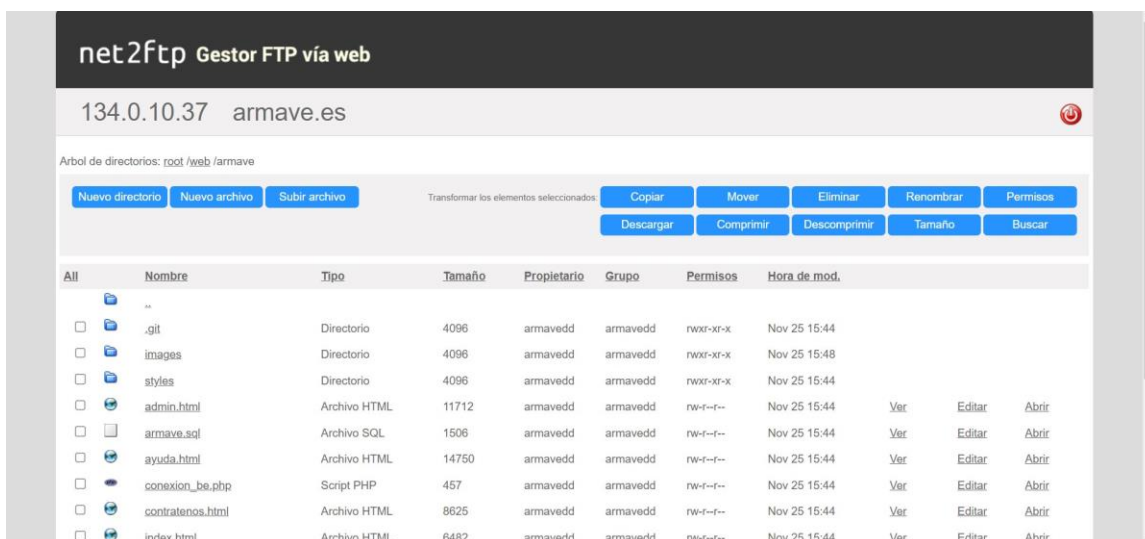 net2ftp Gestor FTP vía web
134.0.10.37 armave.es
Arbol de directorios: root /web /armave
Nuevo directorio Nuevo archivo Subir archivo Transformar los elementos seleccionados: Copiar Mover Eliminar Renombrar Permisos
Descargar Comprimir Descomprimir Tamaño Buscar
All Nombre Tipo Tamaño Propietario Grupo Permisos Hora de mod.
..
.git Directorio 4096 armavedd armavedd rwxr-xr-x Nov 25 15:44
images Directorio 4096 armavedd armavedd rwxr-xr-x Nov 25 15:48
styles Directorio 4096 armavedd armavedd rwxr-xr-x Nov 25 15:44
admin.html Archivo HTML 11712 armavedd armavedd rw-r--r-- Nov 25 15:44 Ver Editar Abrir
armave.sql Archivo SQL 1506 armavedd armavedd rw-r--r-- Nov 25 15:44 Ver Editar Abrir
ayuda.html Archivo HTML 14750 armavedd armavedd rw-r--r-- Nov 25 15:44 Ver Editar Abrir
conexion_be.php Script PHP 457 armavedd armavedd rw-r--r-- Nov 25 15:44 Ver Editar Abrir
contratenos.html Archivo HTML 8625 armavedd armavedd rw-r--r-- Nov 25 15:44 Ver Editar Abrir
index.html Archivo HTML 6482 armavedd armavedd rw-r--r-- Nov 25 15:44 Ver Editar Abrir